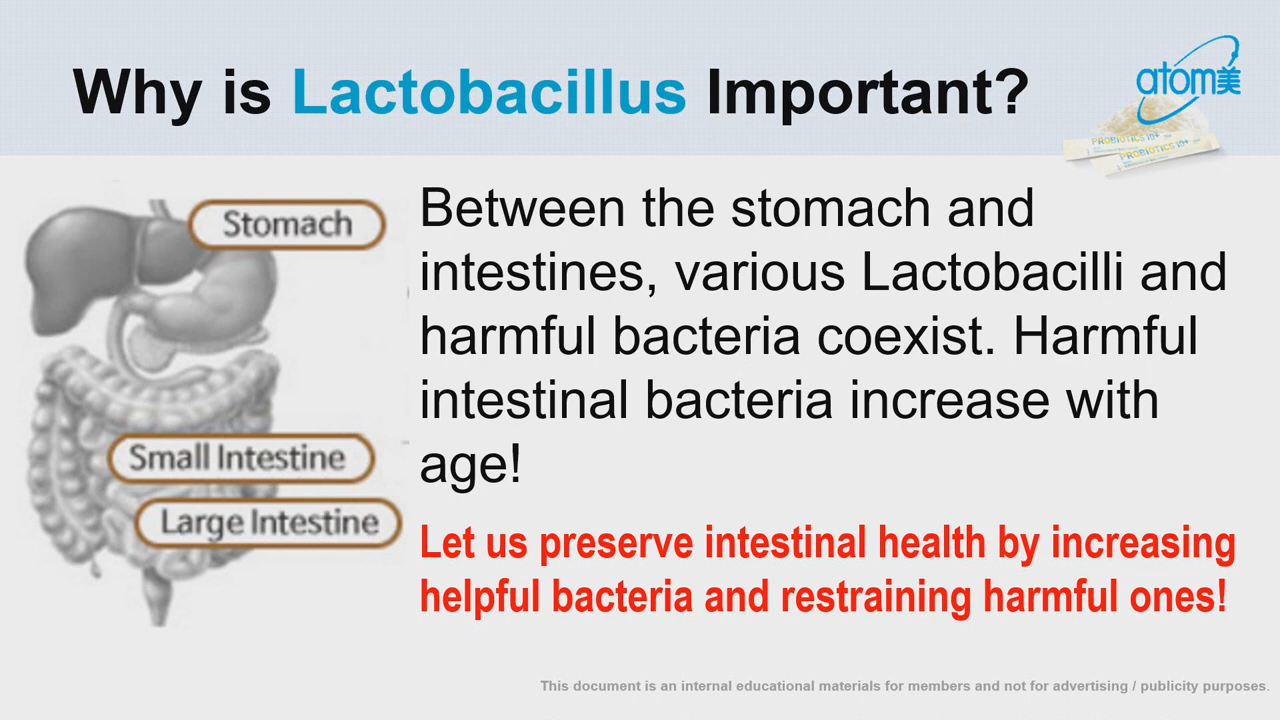 Why is Lactobacillus Important?
atom美
PROBIOTICS 10+
PROBIOTICS 10+
Stomach
Small Intestine
Large Intestine
Between the stomach and
intestines, various Lactobacilli and
harmful bacteria coexist. Harmful
intestinal bacteria increase with
age!
Let us preserve intestinal health by increasing
helpful bacteria and restraining harmful ones!
This document is an internal educational materials for members and not for advertising / publicity purposes.